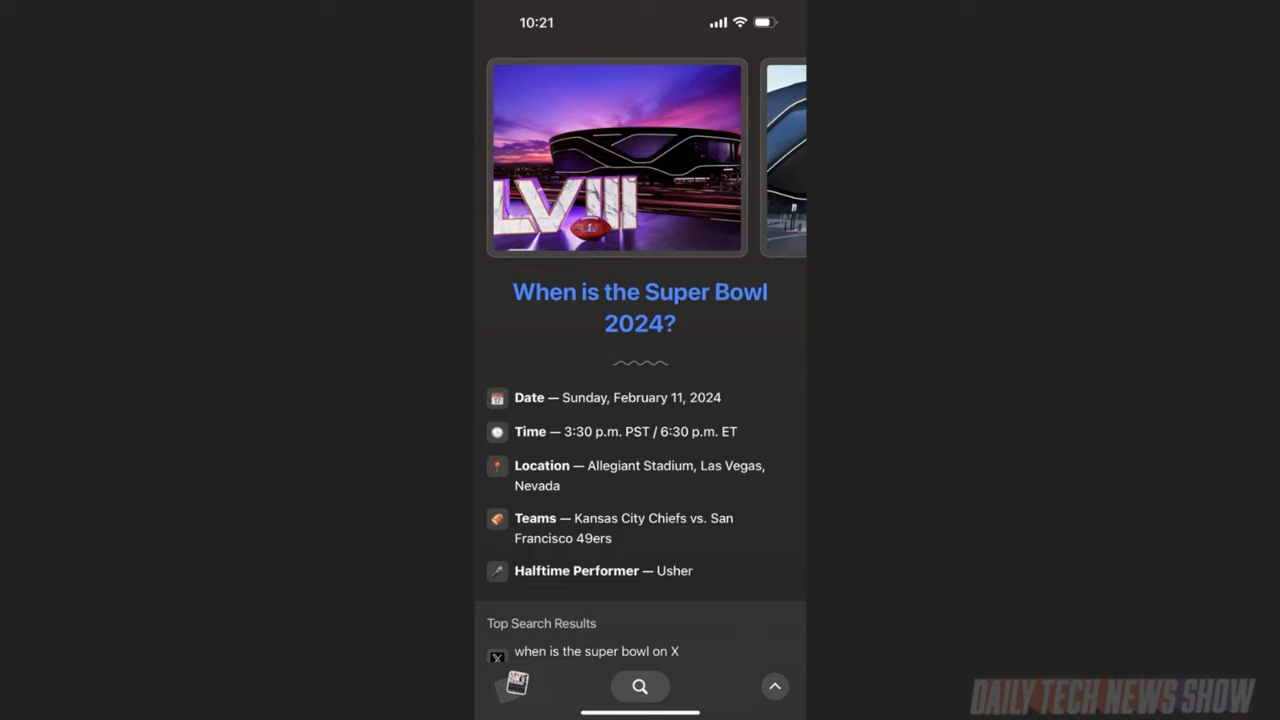 10:21
LVIII
When is the Super Bowl
2024?
Date — Sunday, February 11, 2024
Time — 3:30 p.m. PST / 6:30 p.m. ET
Location — Allegiant Stadium, Las Vegas,
Nevada
Teams — Kansas City Chiefs vs. San
Francisco 49ers
Halftime Performer — Usher
Top Search Results
when is the super bowl on X
DAILY TECH NEWS SHOW